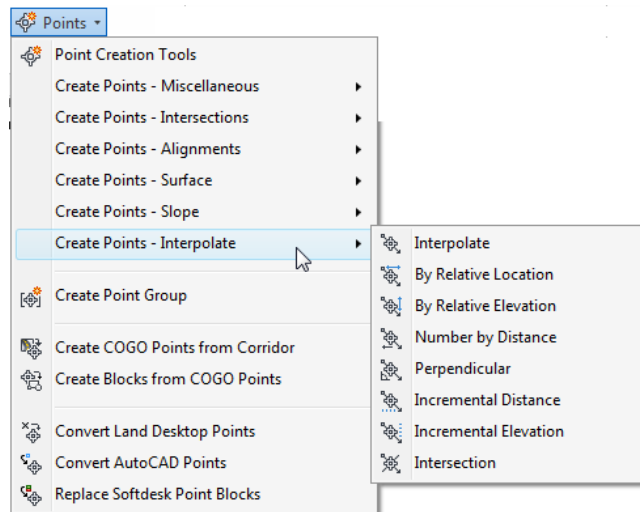 Points
Point Creation Tools
Create Points - Miscellaneous
Create Points - Intersections
Create Points - Alignments
Create Points - Surface
Create Points - Slope
Create Points - Interpolate
Create Point Group
Create COGO Points from Corridor
Create Blocks from COGO Points
Convert Land Desktop Points
Convert AutoCAD Points
Replace Softdesk Point Blocks
Interpolate
By Relative Location
By Relative Elevation
Number by Distance
Perpendicular
Incremental Distance
Incremental Elevation
Intersection